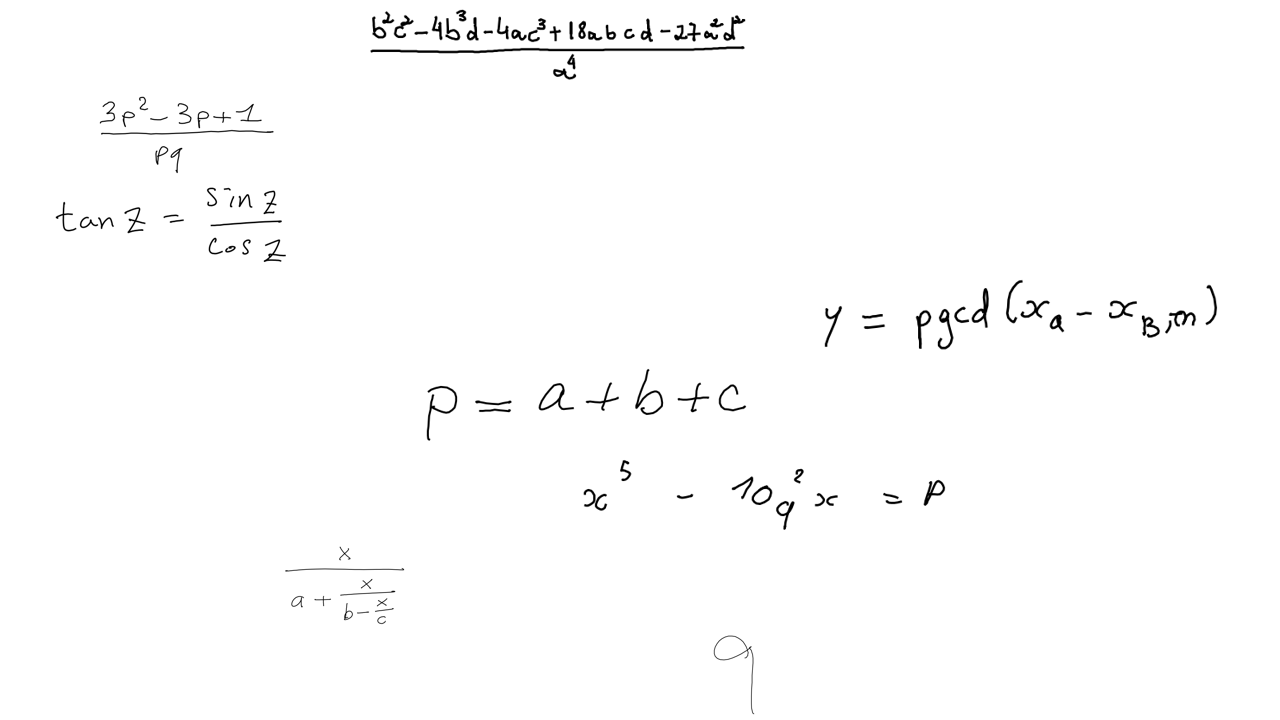 \frac{b^2c^2-4b^3d-4ac^3+18abcd-27a^2d^2}{a^4}
\frac{3p^2-3p+1}{pq}
\tan z = \frac{\sin z}{\cos z}
y = pgcd(x_a - x_B, m)
p = a + b + c
x^5 - 10q^2x = p
\frac{x}{a+\frac{x}{b-\frac{x}{c}}}
q